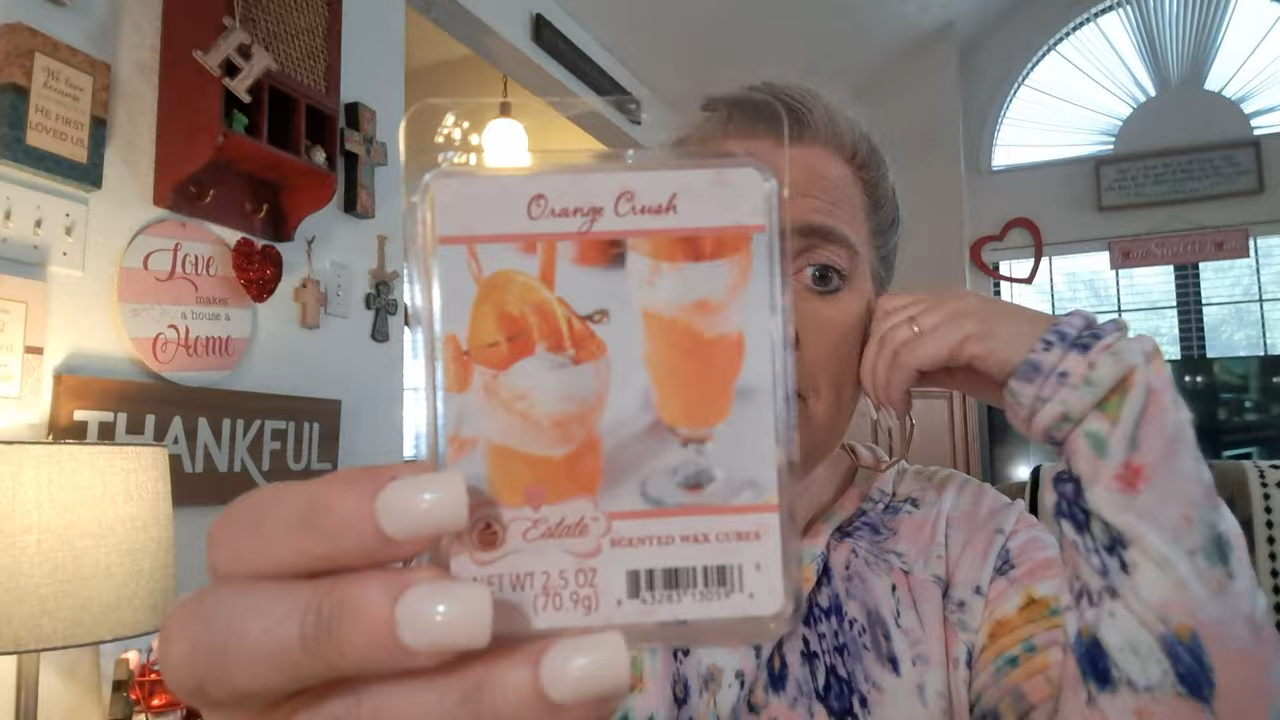 We love
because
HE FIRST
LOVED US.
H
Love
makes
a house a
Home
THANKFUL
Orange Crush
Estate™
SCENTED WAX CUBES
NET WT 2.5 OZ
(70.9g)